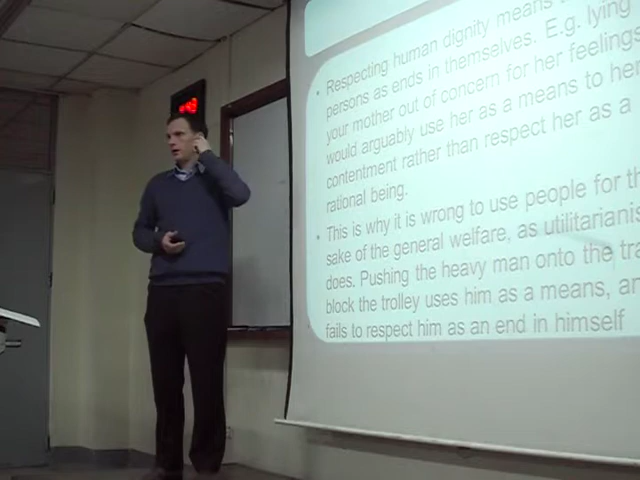 Respecting human dignity means
persons as ends in themselves. E.g. lying
your mother out of concern for her feelings
would arguably use her as a means to her
contentment rather than respect her as a
rational being.
This is why it is wrong to use people for th
sake of the general welfare, as utilitarianis
does. Pushing the heavy man onto the tra
block the trolley uses him as a means, an
fails to respect him as an end in himself